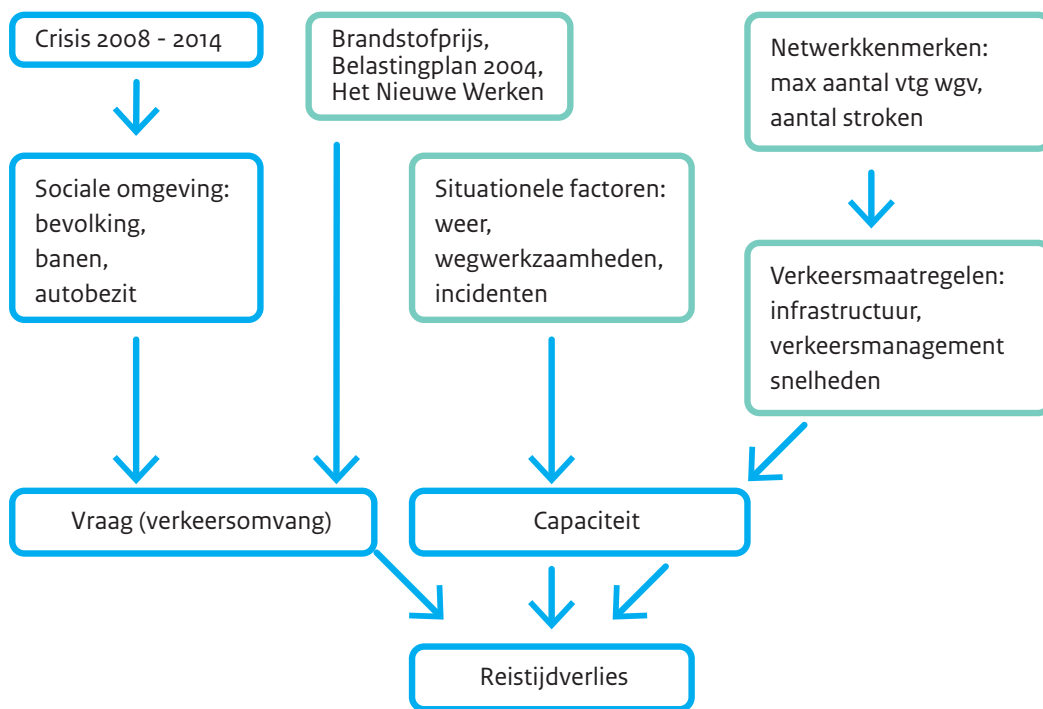 Crisis 2008 - 2014
Brandstofprijs,
Belastingplan 2004,
Het Nieuwe Werken
Netwerkkenmerken:
max aantal vtg wgv,
aantal stroken
Sociale omgeving:
bevolking,
banen,
autobezit
Situationele factoren:
weer,
wegwerkzaamheden,
incidenten
Verkeersmaatregelen:
infrastructuur,
verkeersmanagement
snelheden
Vraag (verkeersomvang)
Capaciteit
Reistijdverlies